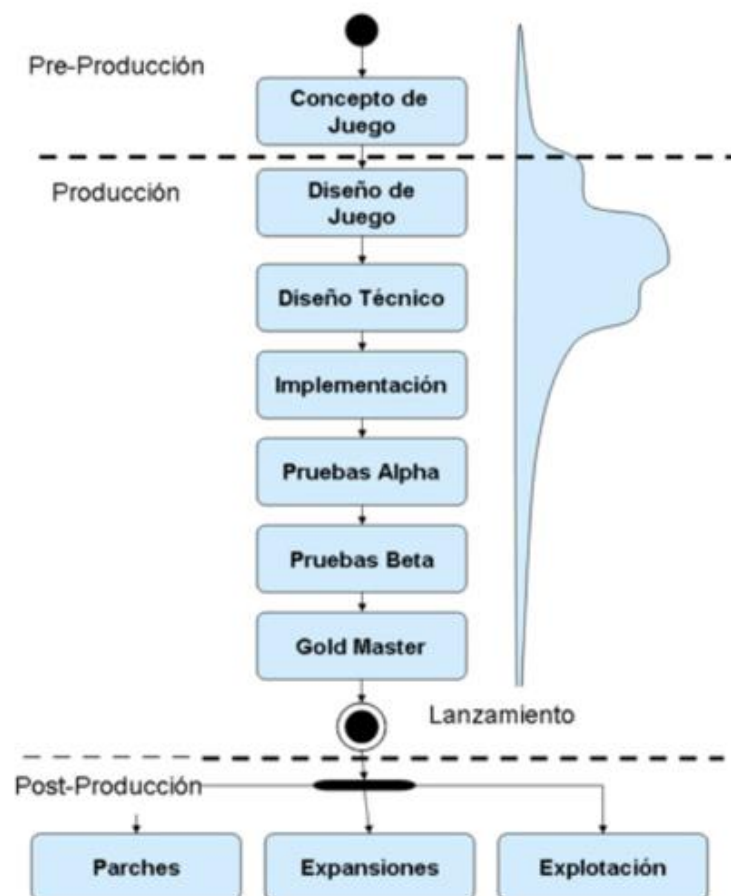 Pre-Producción
Concepto de
Juego
Producción
Diseño de
Juego
Diseño Técnico
Implementación
Pruebas Alpha
Pruebas Beta
Gold Master
Lanzamiento
Post-Producción
Parches
Expansiones
Explotación